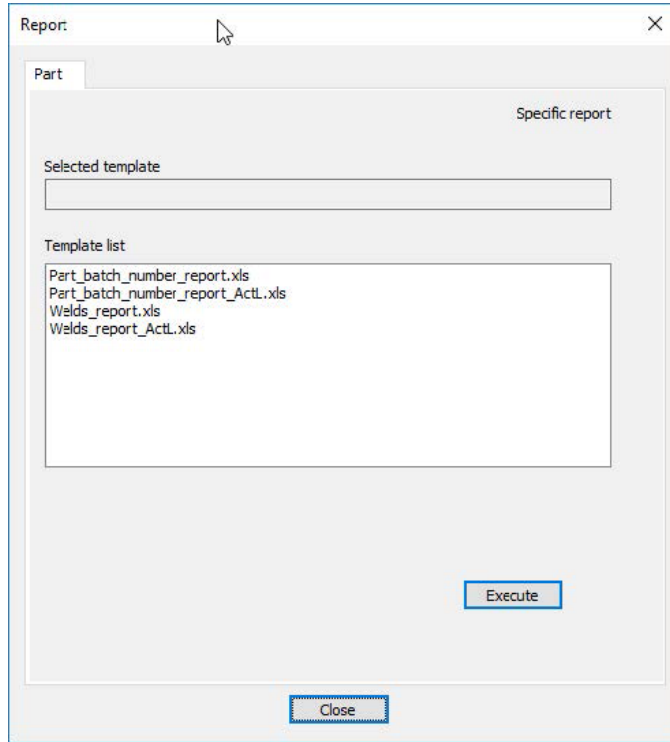 Report
Part
Specific report
Selected template
Template list
Part_batch_number_report.xls
Part_batch_number_report_ActL.xls
Welds_report.xls
Welds_report_ActL.xls
Execute
Close